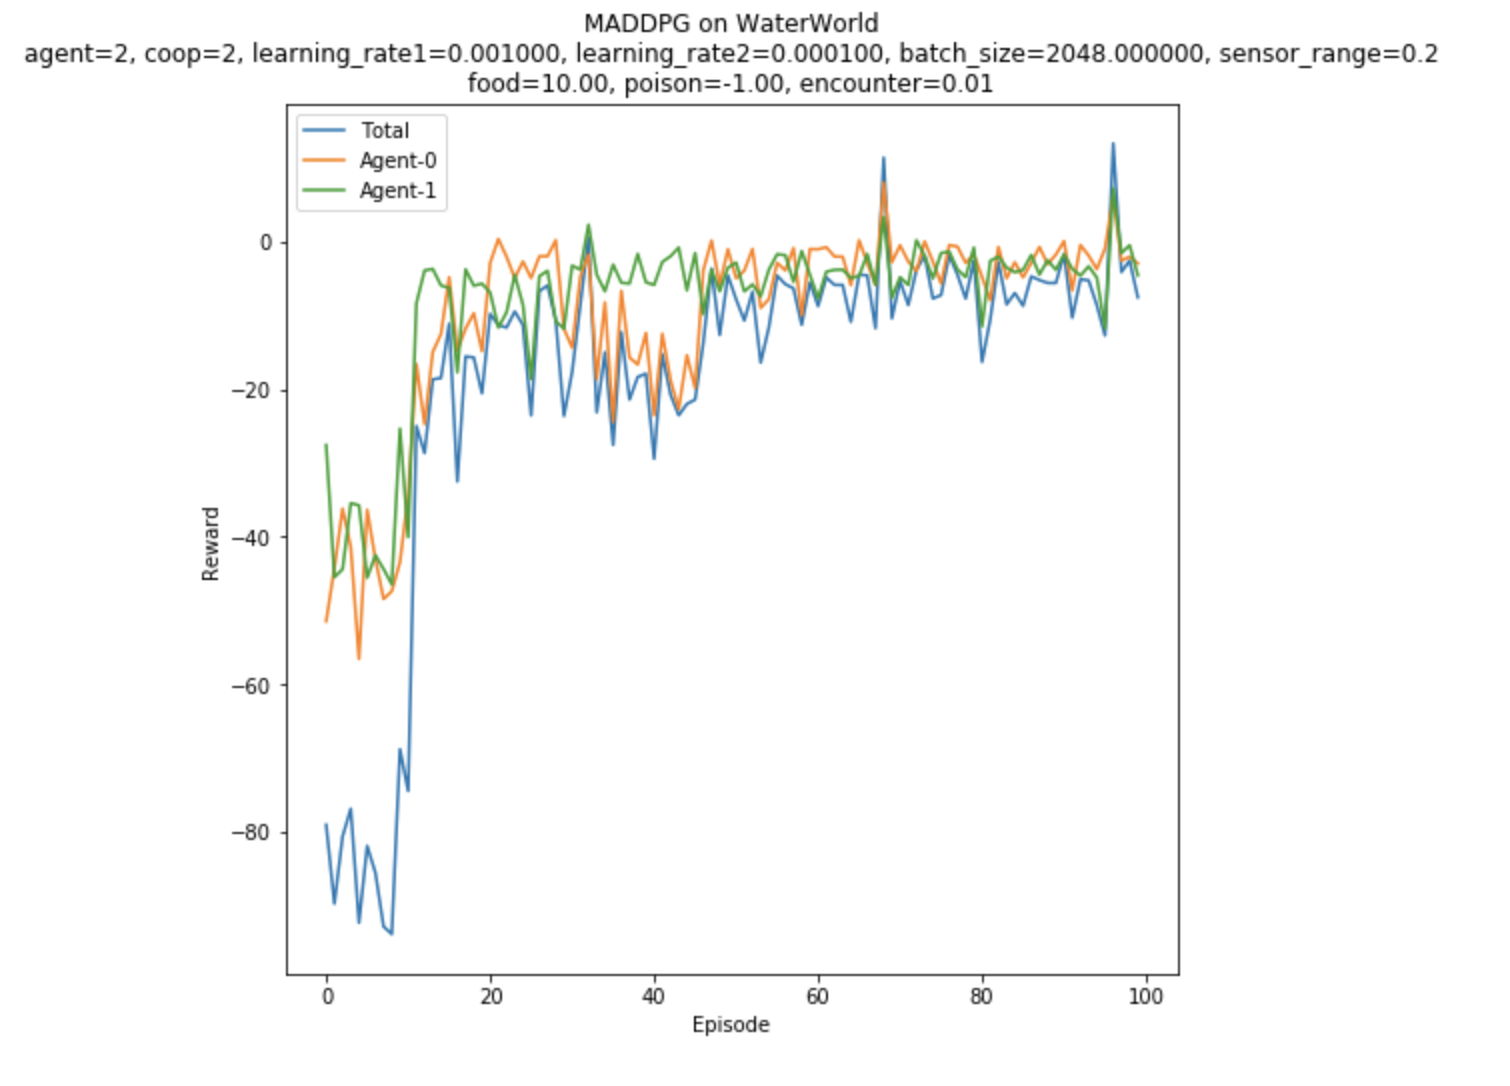 MADDPG on WaterWorld
agent=2, coop=2, learning_rate1=0.001000, learning_rate2=0.000100, batch_size=2048.000000, sensor_range=0.2
food=10.00, poison=-1.00, encounter=0.01
Total
Agent-0
Agent-1
0
−20
−40
−60
−80
Reward
0 20 40 60 80 100
Episode